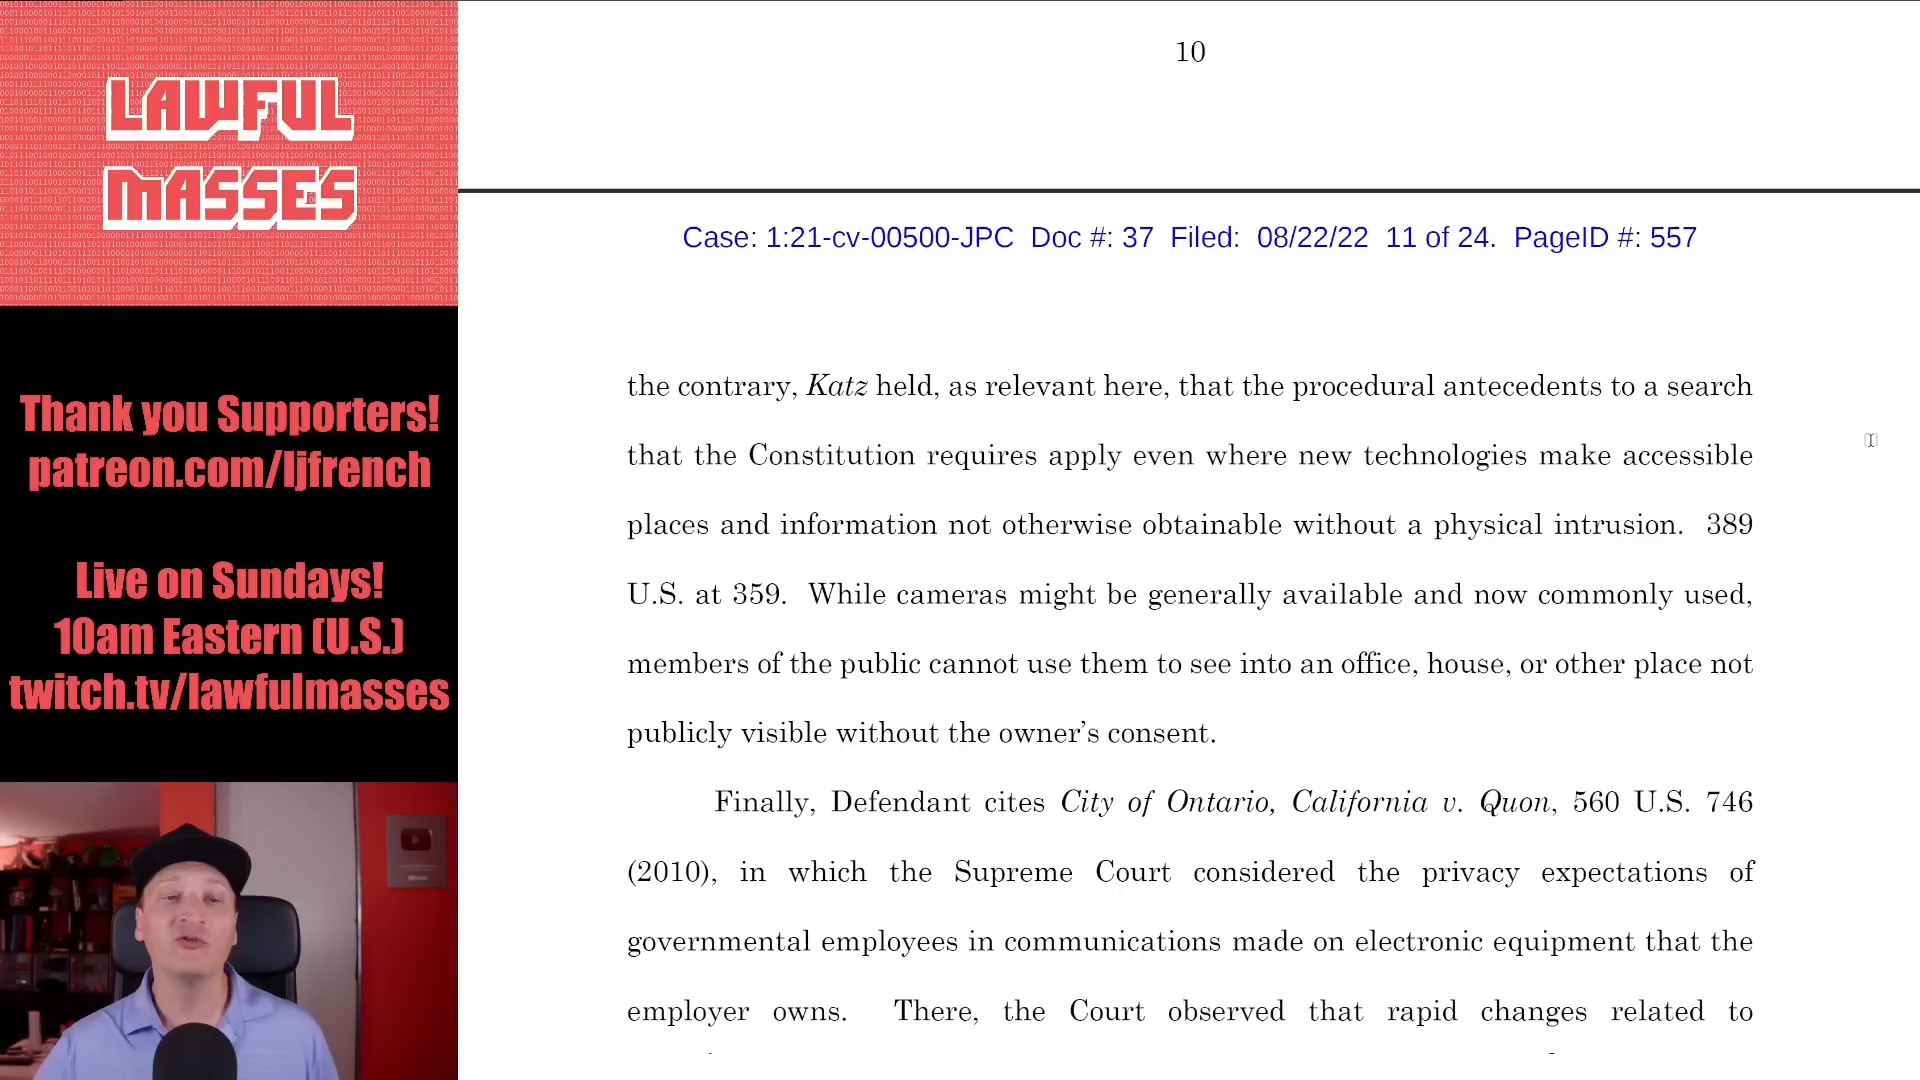 LAWFUL
MASSES
Thank you Supporters!
patreon.com/ljfrench
Live on Sundays!
10am Eastern (U.S.)
twitch.tv/lawfulmasses
10
Case: 1:21-cv-00500-JPC Doc #: 37 Filed: 08/22/22 11 of 24. PageID #: 557
the contrary, Katz held, as relevant here, that the procedural antecedents to a search
that the Constitution requires apply even where new technologies make accessible
places and information not otherwise obtainable without a physical intrusion. 389
U.S. at 359. While cameras might be generally available and now commonly used,
members of the public cannot use them to see into an office, house, or other place not
publicly visible without the owner's consent.
Finally, Defendant cites City of Ontario, California v. Quon, 560 U.S. 746
(2010), in which the Supreme Court considered the privacy expectations of
governmental employees in communications made on electronic equipment that the
employer owns. There, the Court observed that rapid changes related to